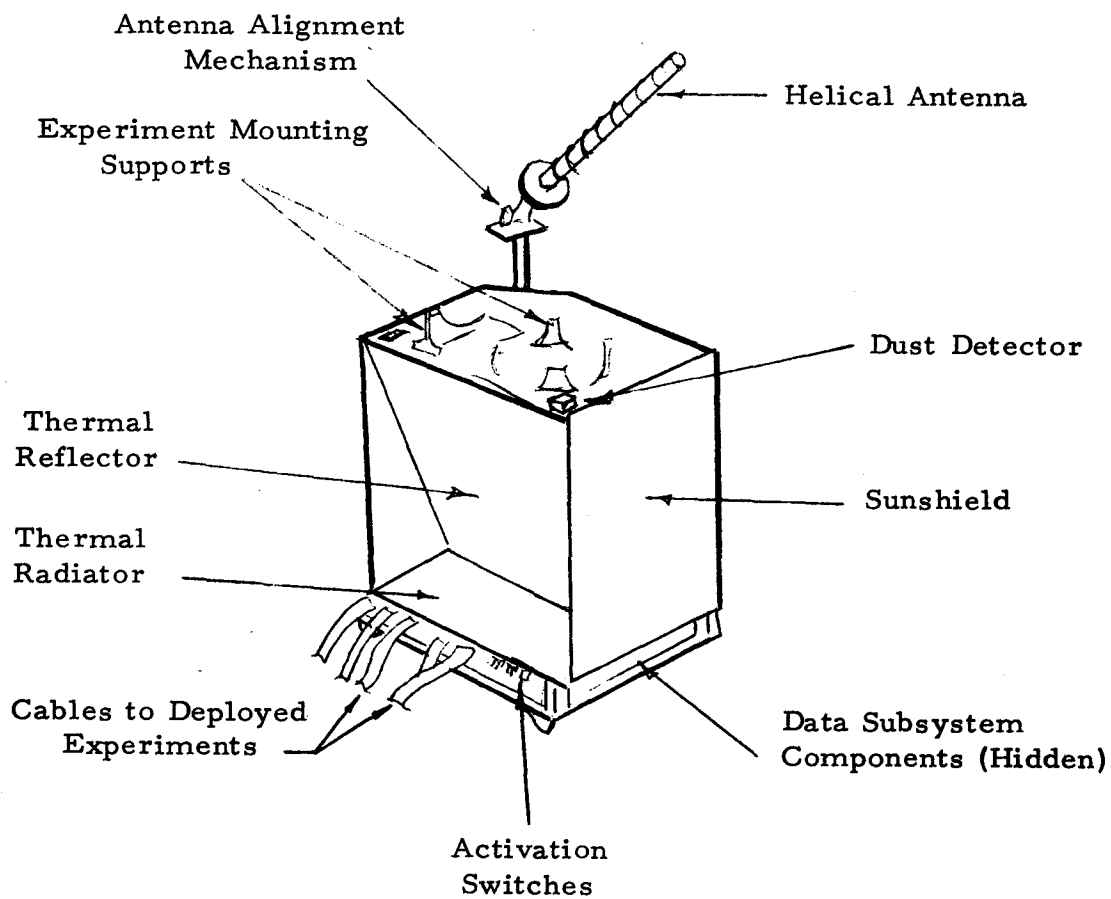 Antenna Alignment
Mechanism
Helical Antenna
Experiment Mounting
Supports
Dust Detector
Thermal
Reflector
Sunshield
Thermal
Radiator
Cables to Deployed
Experiments
Data Subsystem
Components (Hidden)
Activation
Switches